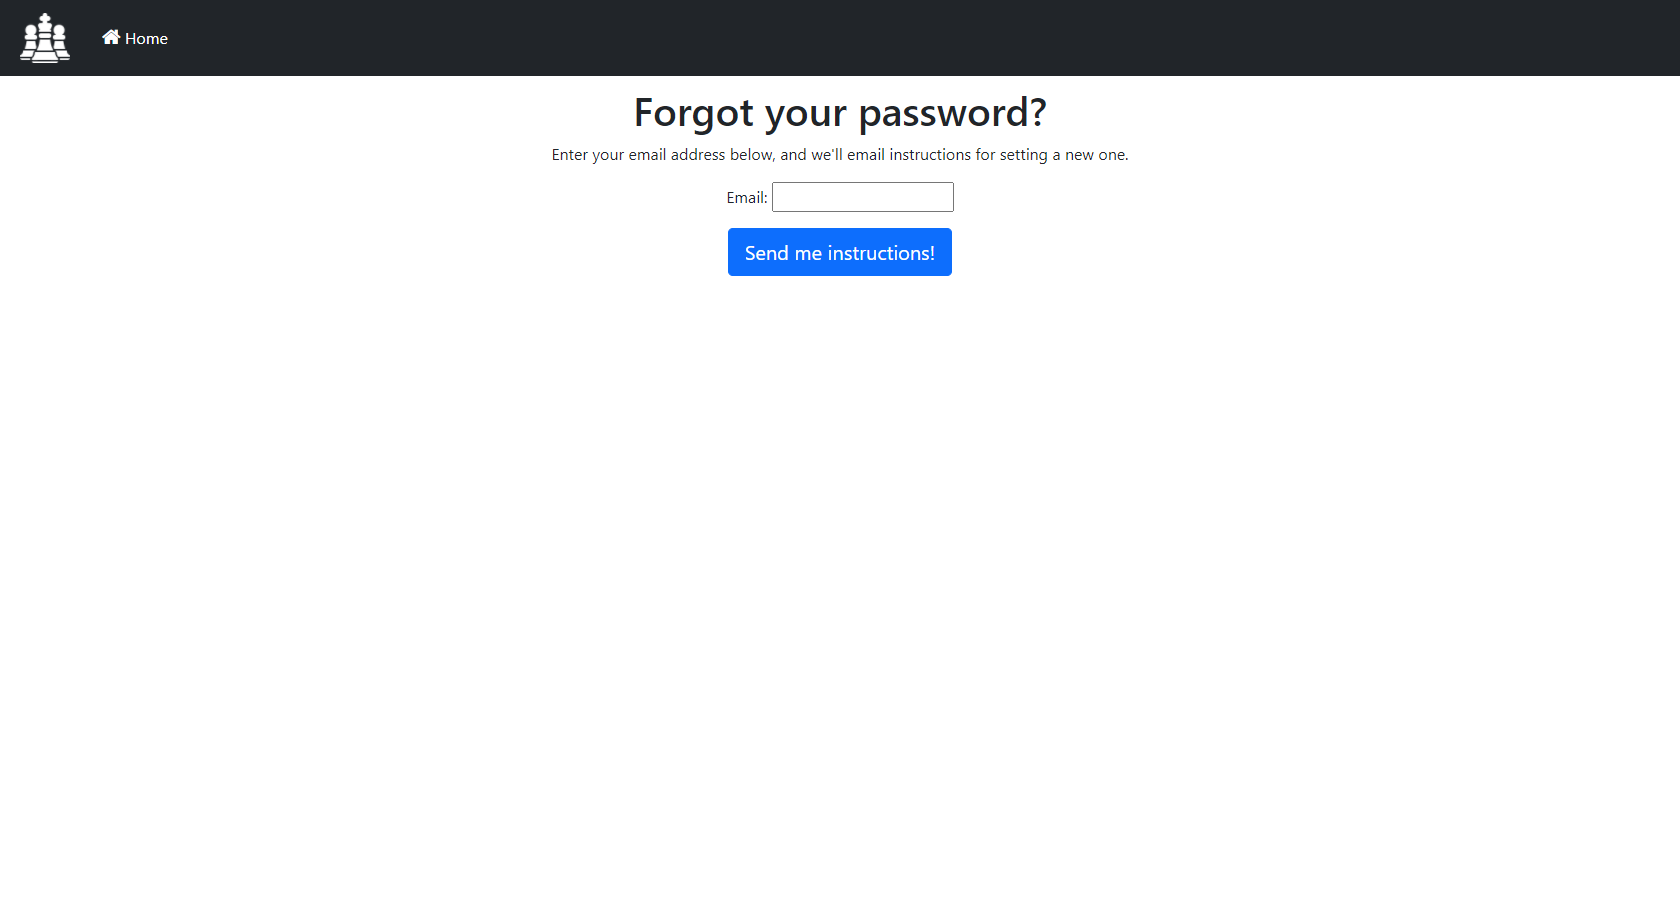 Home
Forgot your password?
Enter your email address below, and we'll email instructions for setting a new one.
Email:
Send me instructions!